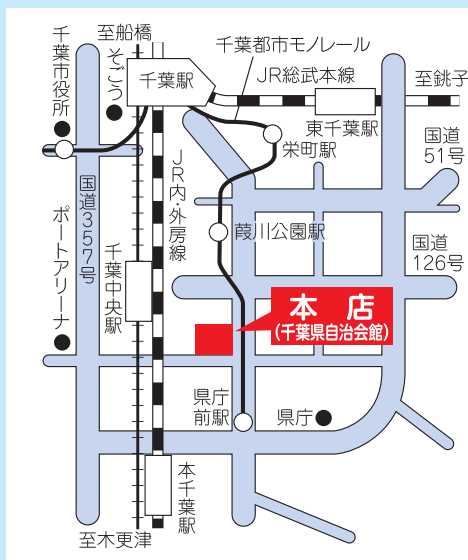 至船橋
千葉都市モノレール
千葉市役所
そごう
千葉駅
JR総武本線
至銚子
東千葉駅
栄町駅
国道
51号
JR内・外房線
国道357号
ポートアリーナ
葭川公園駅
国道
126号
千葉中央駅
本店
(千葉県自治会館)
県庁
前駅
県庁
本千葉駅
至木更津